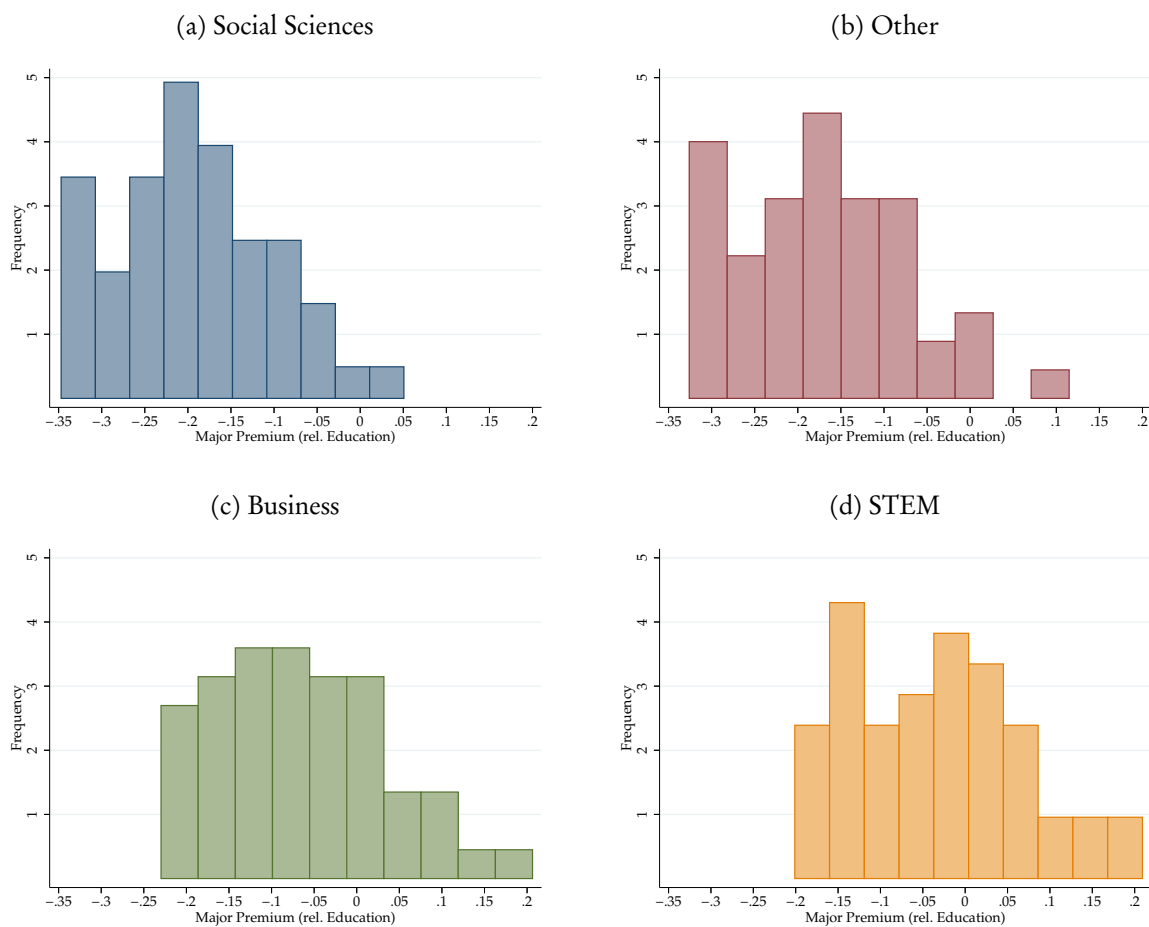 (a) Social Sciences
Frequency
5
4
3
2
1
−.35 −.3 −.25 −.2 −.15 −.1 −.05 0 .05 .1 .15 .2
Major Premium (rel. Education)
(b) Other
Frequency
5
4
3
2
1
−.35 −.3 −.25 −.2 −.15 −.1 −.05 0 .05 .1 .15 .2
Major Premium (rel. Education)
(c) Business
Frequency
5
4
3
2
1
−.35 −.3 −.25 −.2 −.15 −.1 −.05 0 .05 .1 .15 .2
Major Premium (rel. Education)
(d) STEM
Frequency
5
4
3
2
1
−.35 −.3 −.25 −.2 −.15 −.1 −.05 0 .05 .1 .15 .2
Major Premium (rel. Education)